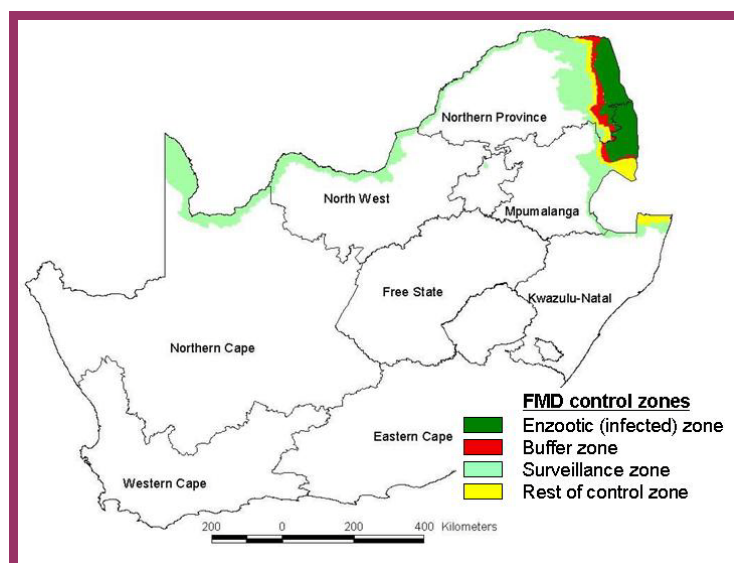 Northern Province
North West
Mpumalanga
Free State
Kwazulu-Natal
Northern Cape
Eastern Cape
Western Cape
FMD control zones
Enzootic (infected) zone
Buffer zone
Surveillance zone
Rest of control zone
200 0 200 400 Kilometers